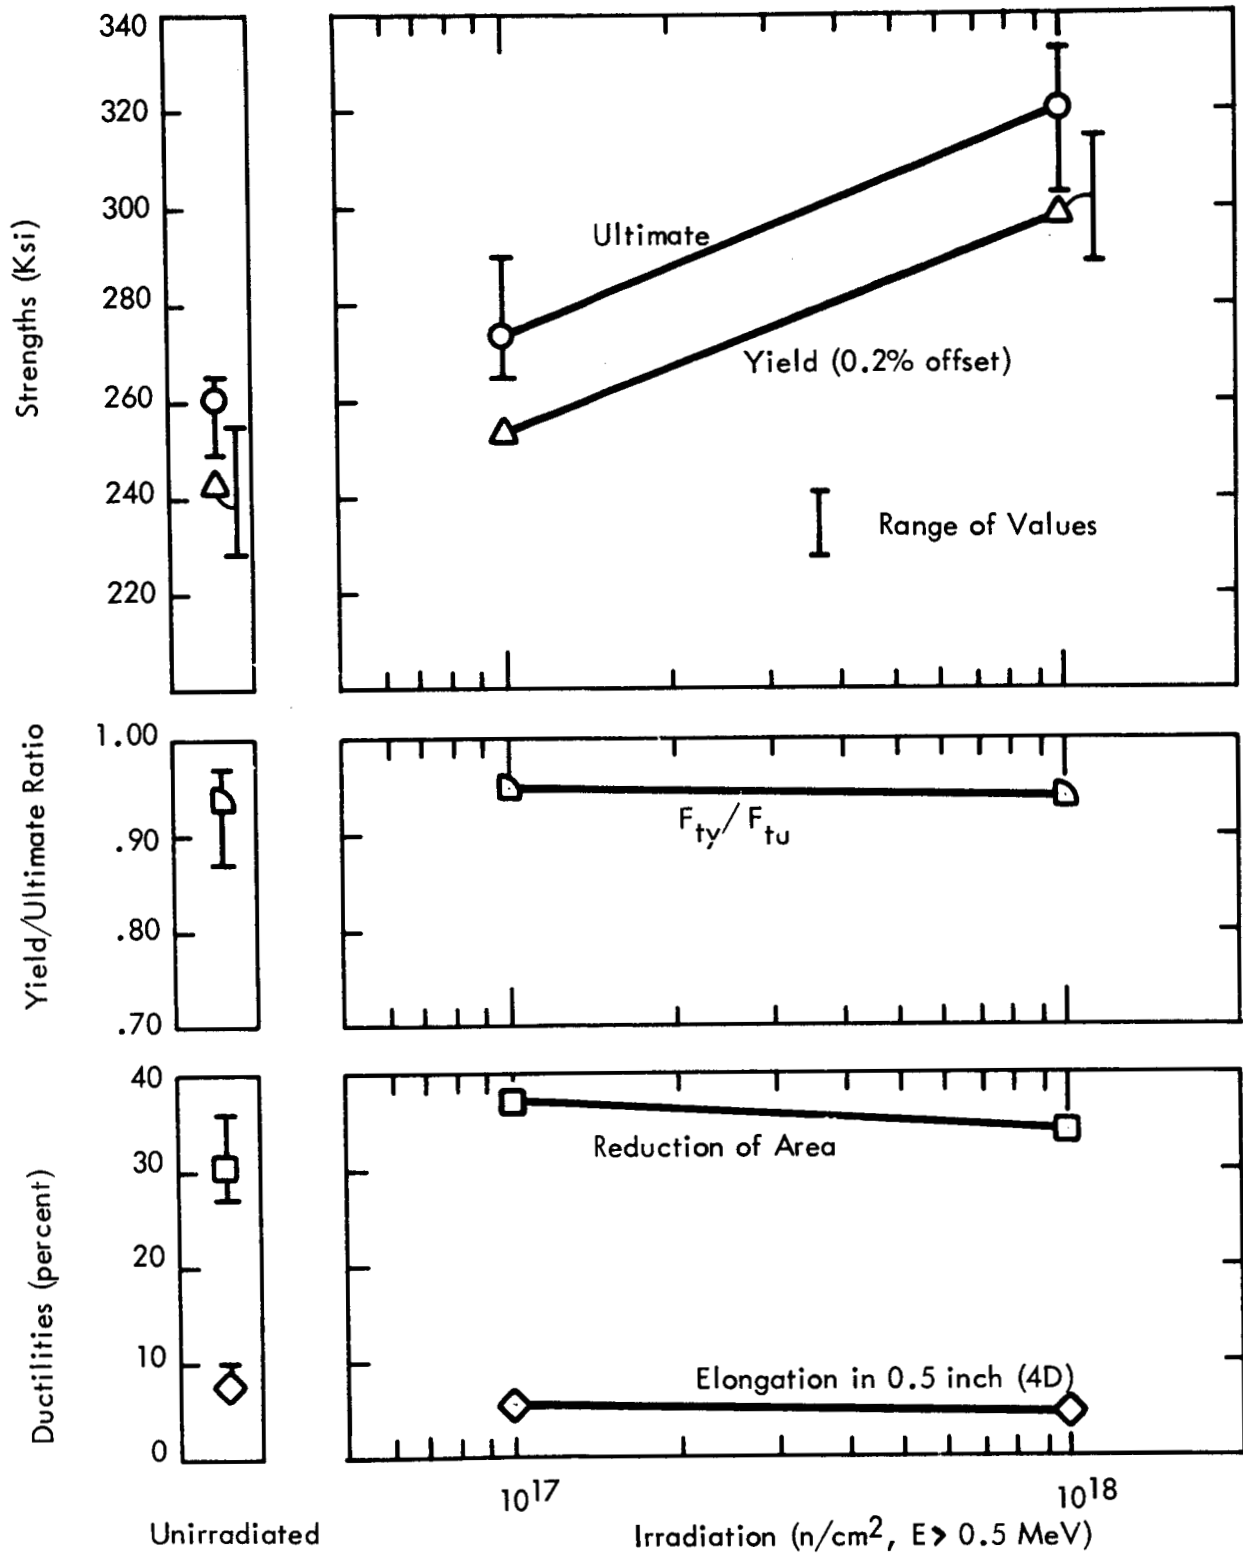 Strengths (Ksi)
340
320
300
280
260
240
220
Ultimate
Yield (0.2% offset)
Range of Values
Yield/Ultimate Ratio
1.00
.90
.80
.70
Fty/Ftu
Ductilities (percent)
40
30
20
10
0
Reduction of Area
Elongation in 0.5 inch (4D)
10^17
10^18
Unirradiated
Irradiation (n/cm², E > 0.5 MeV)